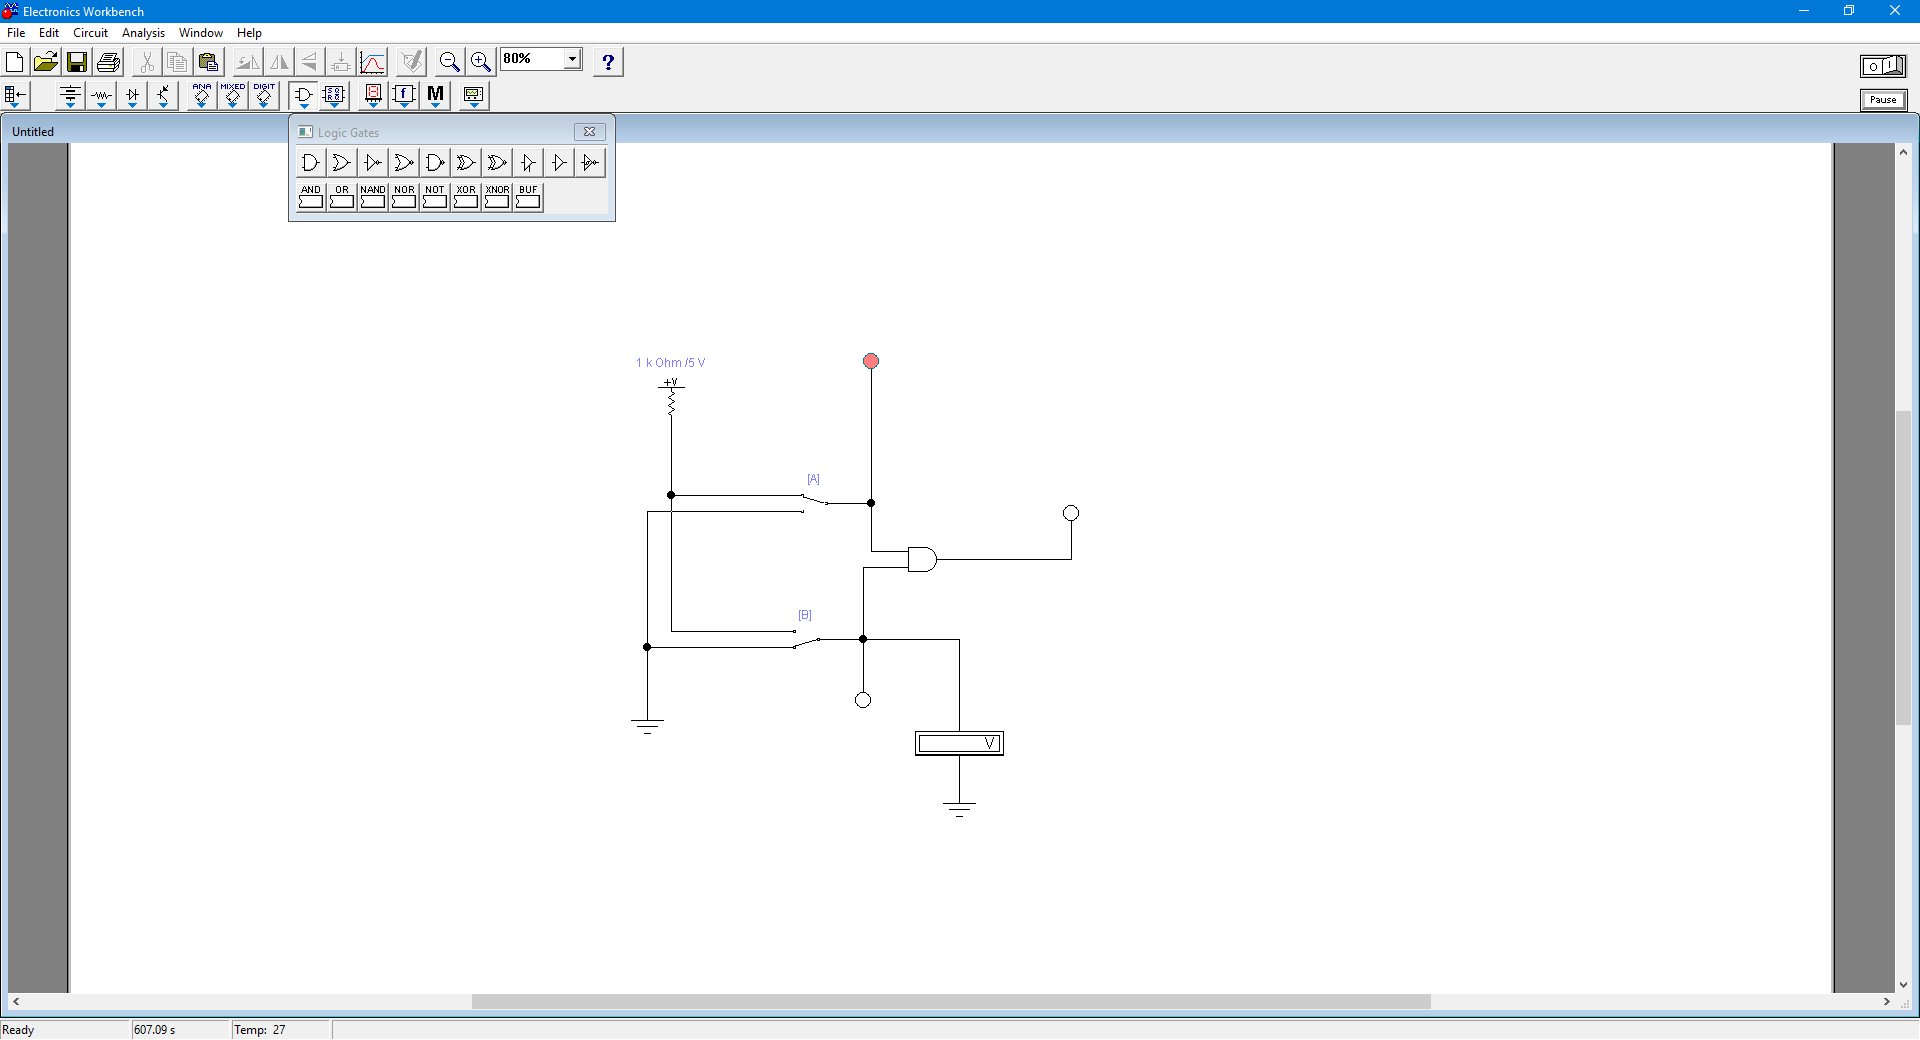 Electronics Workbench
File Edit Circuit Analysis Window Help
80%
?
ANA MIXED DIGIT
M
Pause
Untitled
Logic Gates
AND OR NAND NOR NOT XOR XNOR BUF
1 k Ohm /5 V
+V
[A]
[B]
V
Ready 607.09 s Temp: 27